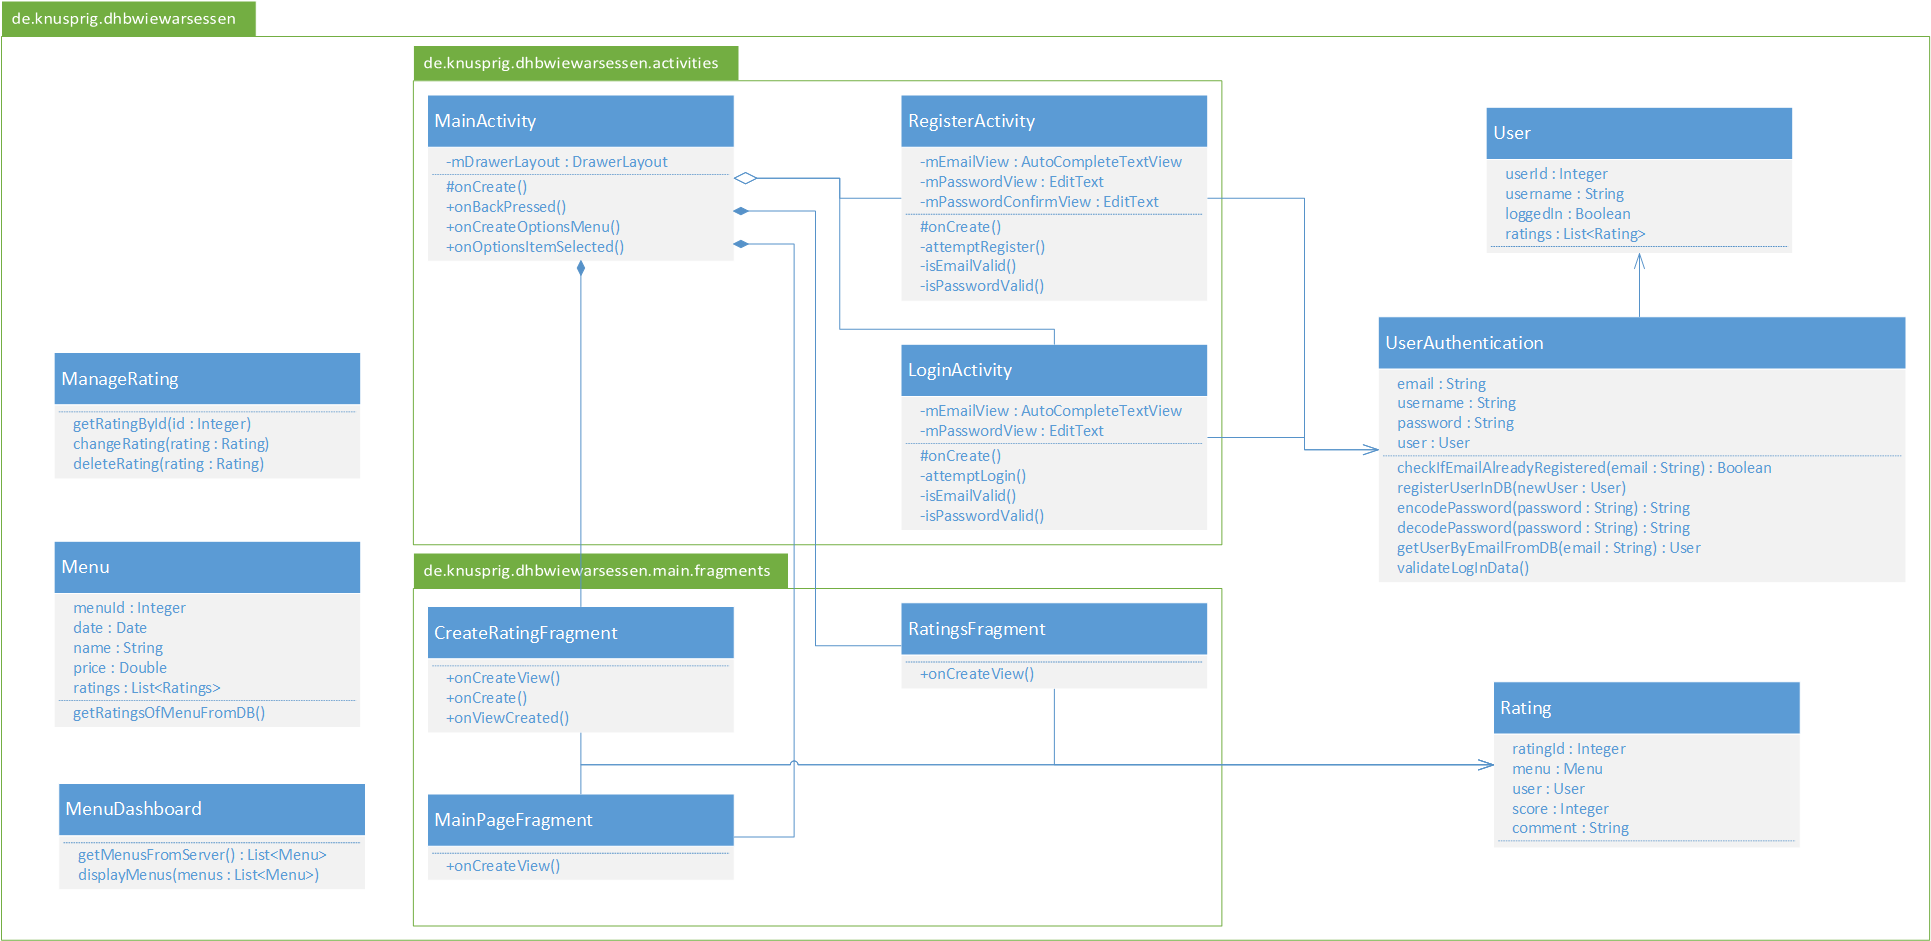 de.knusprig.dhbwiewarsessen
de.knusprig.dhbwiewarsessen.activities
MainActivity
-mDrawerLayout : DrawerLayout
#onCreate()
+onBackPressed()
+onCreateOptionsMenu()
+onOptionsItemSelected()
RegisterActivity
-mEmailView : AutoCompleteTextView
-mPasswordView : EditText
-mPasswordConfirmView : EditText
#onCreate()
-attemptRegister()
-isEmailValid()
-isPasswordValid()
LoginActivity
-mEmailView : AutoCompleteTextView
-mPasswordView : EditText
#onCreate()
-attemptLogin()
-isEmailValid()
-isPasswordValid()
User
userId : Integer
username : String
loggedIn : Boolean
ratings : List<Rating>
UserAuthentication
email : String
username : String
password : String
user : User
checkIfEmailAlreadyRegistered(email : String) : Boolean
registerUserInDB(newUser : User)
encodePassword(password : String) : String
decodePassword(password : String) : String
getUserByEmailFromDB(email : String) : User
validateLogInData()
ManageRating
getRatingById(id : Integer)
changeRating(rating : Rating)
deleteRating(rating : Rating)
Menu
menuId : Integer
date : Date
name : String
price : Double
ratings : List<Ratings>
getRatingsOfMenuFromDB()
MenuDashboard
getMenusFromServer() : List<Menu>
displayMenus(menus : List<Menu>)
de.knusprig.dhbwiewarsessen.main.fragments
CreateRatingFragment
+onCreateView()
+onCreate()
+onViewCreated()
RatingsFragment
+onCreateView()
MainPageFragment
+onCreateView()
Rating
ratingId : Integer
menu : Menu
user : User
score : Integer
comment : String